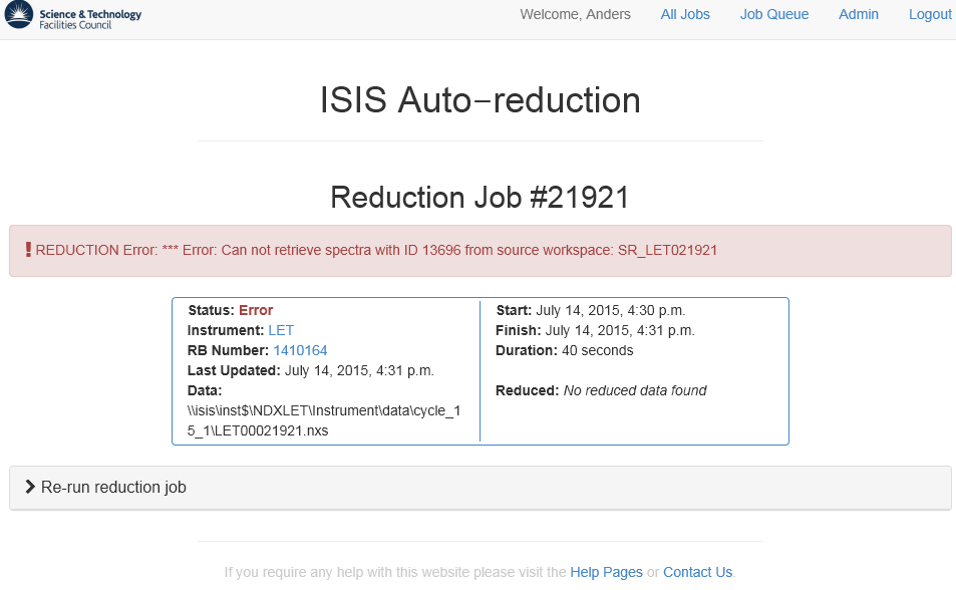 Science & Technology
Facilities Council
Welcome, Anders All Jobs Job Queue Admin Logout
ISIS Auto-reduction
Reduction Job #21921
REDUCTION Error: *** Error: Can not retrieve spectra with ID 13696 from source workspace: SR_LET021921
Status: Error
Instrument: LET
RB Number: 1410164
Last Updated: July 14, 2015, 4:31 p.m.
Data:
\\isis\inst$\NDXLET\Instrument\data\cycle_1
5_1\LET00021921.nxs
Start: July 14, 2015, 4:30 p.m.
Finish: July 14, 2015, 4:31 p.m.
Duration: 40 seconds
Reduced: No reduced data found
Re-run reduction job
If you require any help with this website please visit the Help Pages or Contact Us.